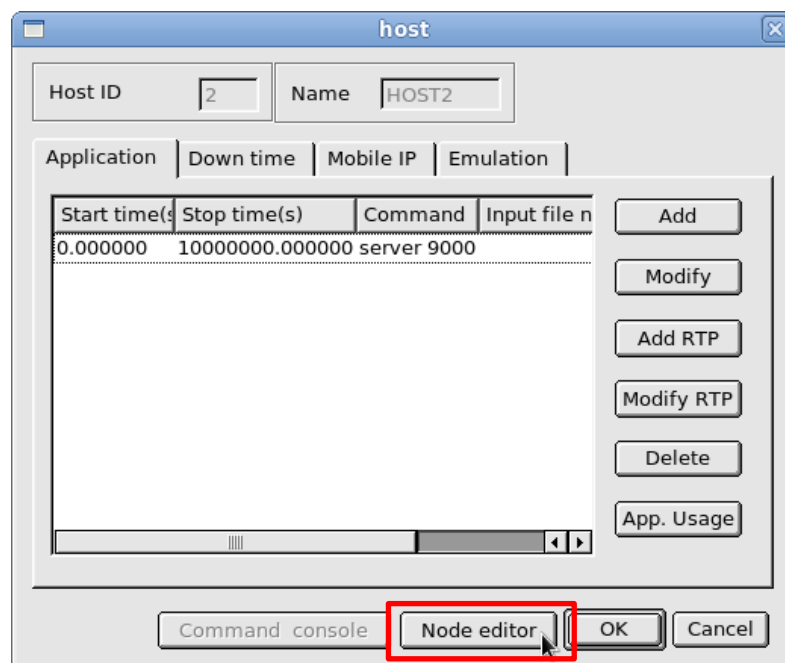 host
Host ID 2 Name HOST2
Application Down time Mobile IP Emulation
Start time(s Stop time(s) Command Input file n
0.000000 10000000.000000 server 9000
Add
Modify
Add RTP
Modify RTP
Delete
App. Usage
Command console Node editor OK Cancel